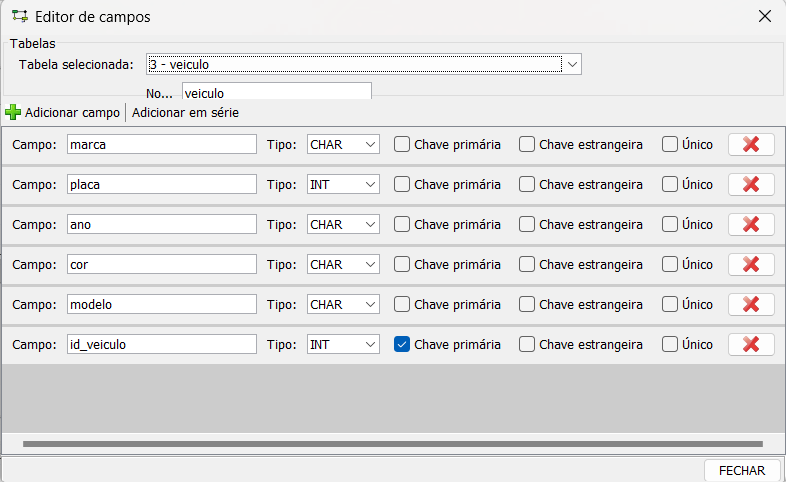 Editor de campos
Tabelas
Tabela selecionada: 3 - veiculo
No... veiculo
Adicionar campo Adicionar em série
Campo: marca Tipo: CHAR Chave primária Chave estrangeira Único
Campo: placa Tipo: INT Chave primária Chave estrangeira Único
Campo: ano Tipo: CHAR Chave primária Chave estrangeira Único
Campo: cor Tipo: CHAR Chave primária Chave estrangeira Único
Campo: modelo Tipo: CHAR Chave primária Chave estrangeira Único
Campo: id_veiculo Tipo: INT Chave primária Chave estrangeira Único
FECHAR